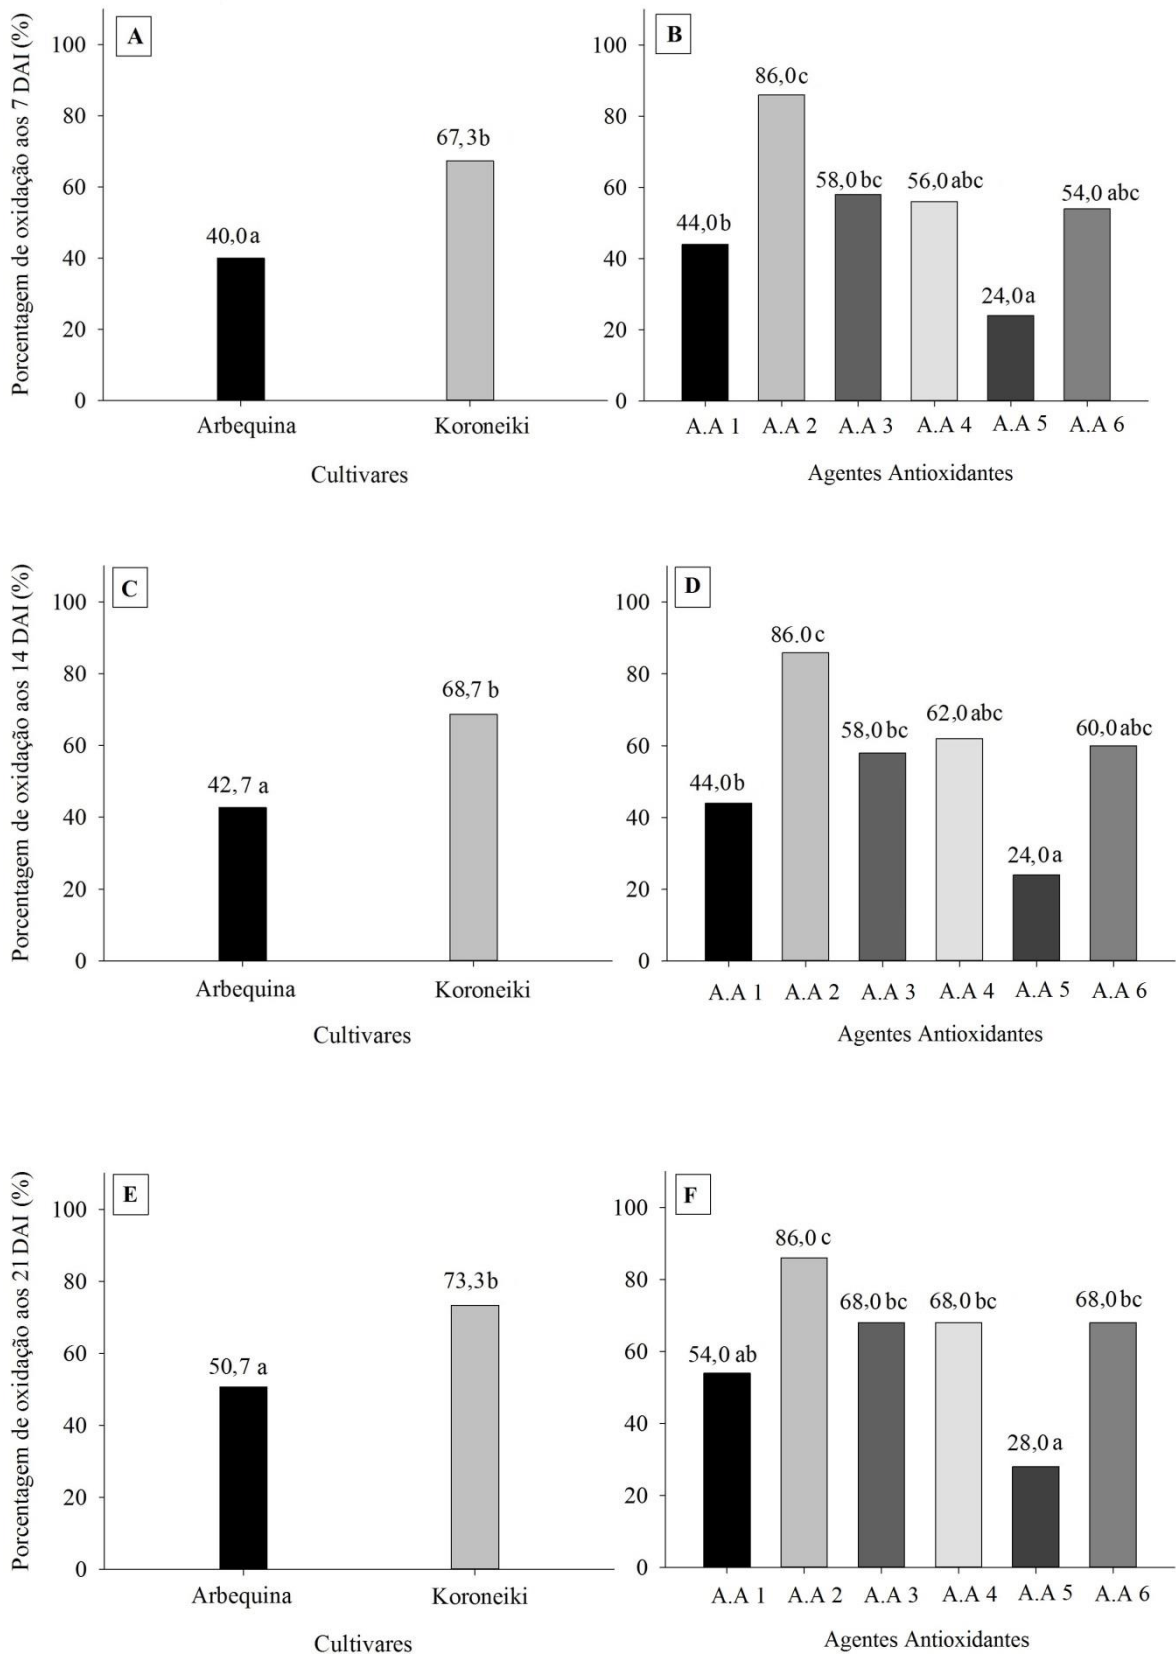 Porcentagem de oxidação aos 7 DAI (%)
A
100
80
60
40
20
0
40,0 a
67,3 b
Arbequina Koroneiki
Cultivares
B
100
80
60
40
20
0
44,0 b
86,0 c
58,0 bc
56,0 abc
24,0 a
54,0 abc
A.A 1 A.A 2 A.A 3 A.A 4 A.A 5 A.A 6
Agentes Antioxidantes
Porcentagem de oxidação aos 14 DAI (%)
C
100
80
60
40
20
0
42,7 a
68,7 b
Arbequina Koroneiki
Cultivares
D
100
80
60
40
20
0
44,0 b
86.0 c
58,0 bc
62,0 abc
24,0 a
60,0 abc
A.A 1 A.A 2 A.A 3 A.A 4 A.A 5 A.A 6
Agentes Antioxidantes
Porcentagem de oxidação aos 21 DAI (%)
E
100
80
60
40
20
0
50,7 a
73,3 b
Arbequina Koroneiki
Cultivares
F
100
80
60
40
20
0
54,0 ab
86,0 c
68,0 bc
68,0 bc
28,0 a
68,0 bc
A.A 1 A.A 2 A.A 3 A.A 4 A.A 5 A.A 6
Agentes Antioxidantes